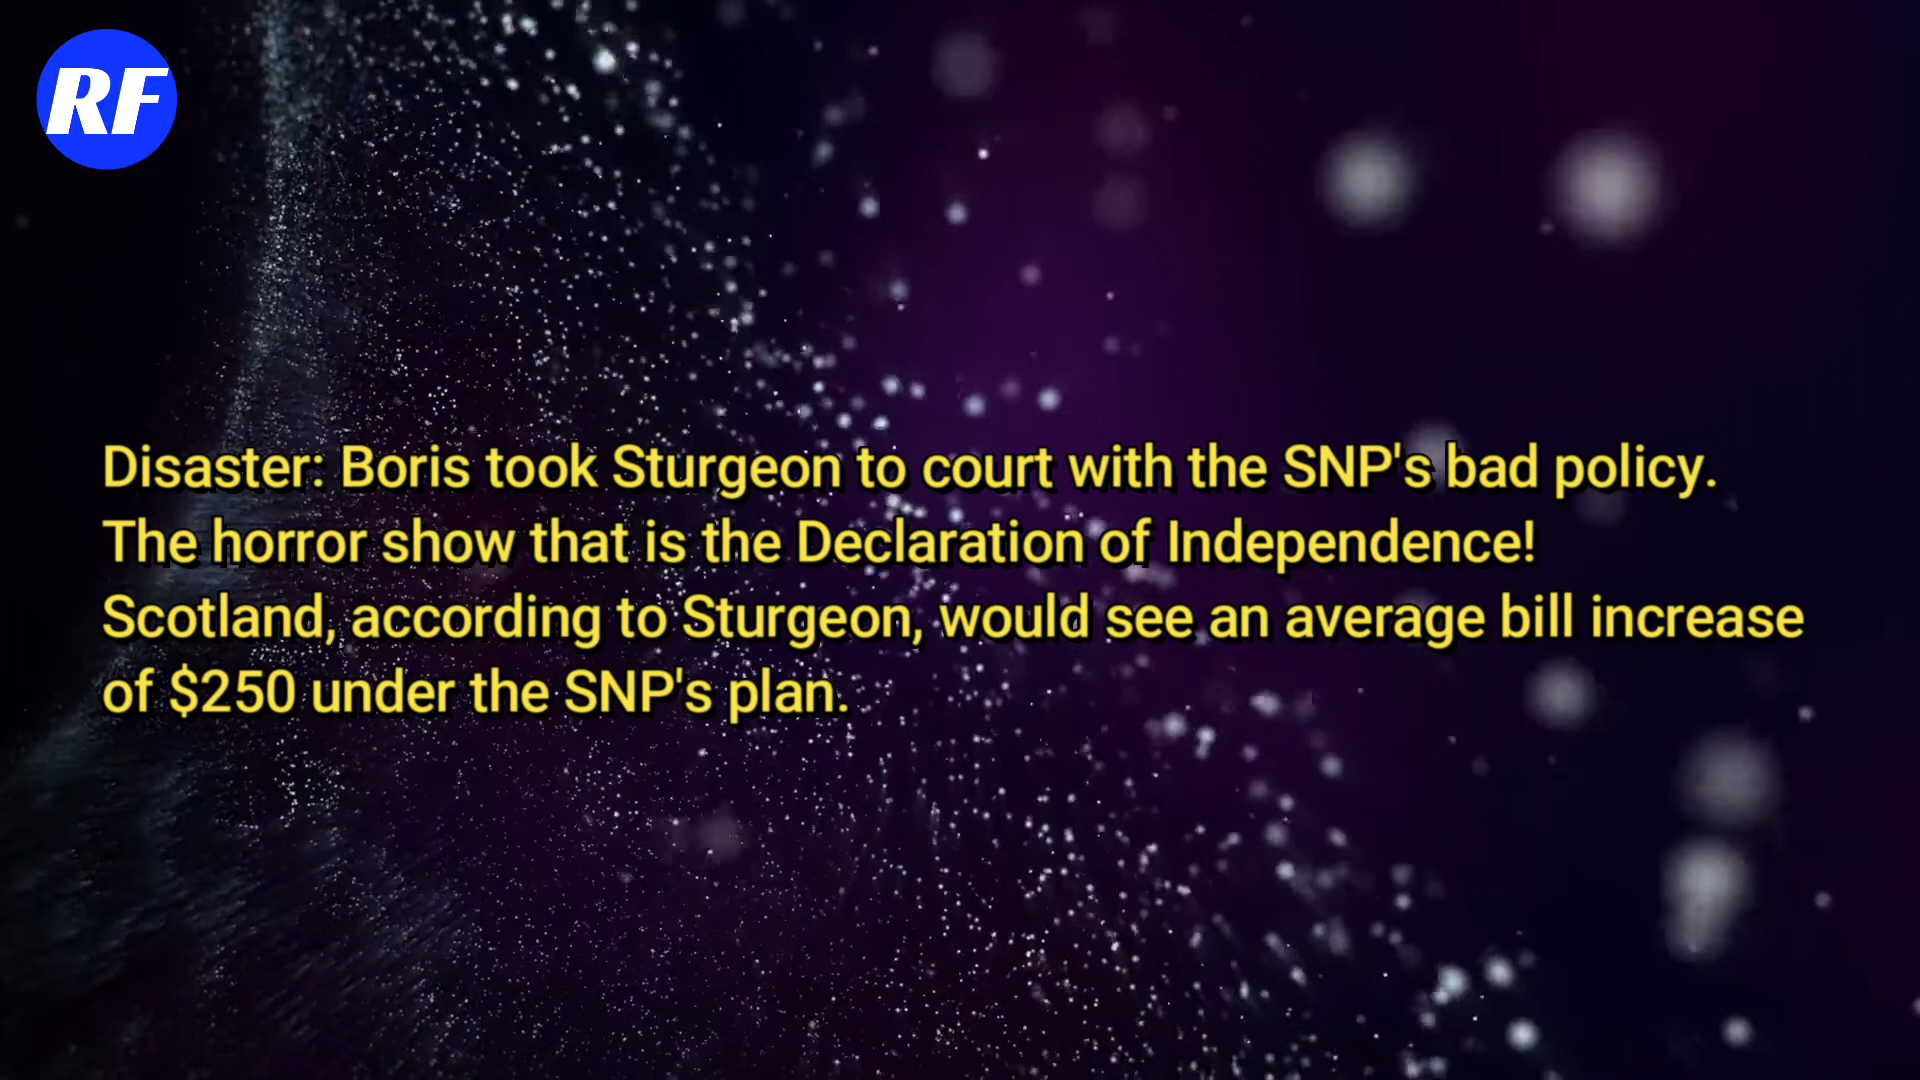 RF
Disaster: Boris took Sturgeon to court with the SNP's bad policy.
The horror show that is the Declaration of Independence!
Scotland, according to Sturgeon, would see an average bill increase
of $250 under the SNP's plan.